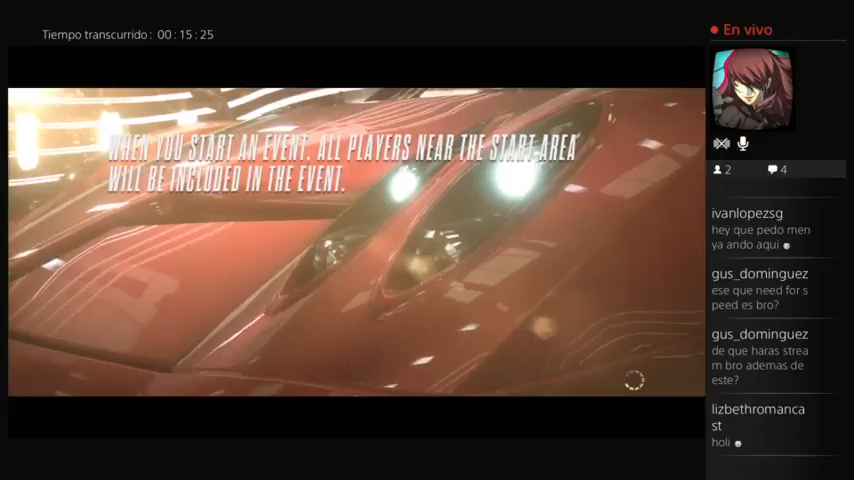 Tiempo transcurrido: 00:15:25
En vivo
WHEN YOU START AN EVENT, ALL PLAYERS NEAR THE START AREA
WILL BE INCLUDED IN THE EVENT.
2
4
ivanlopezsg
hey que pedo men
ya ando aqui
gus_dominguez
ese que need for s
peed es bro?
gus_dominguez
de que haras strea
m bro ademas de
este?
lizbethromanca
st
holi